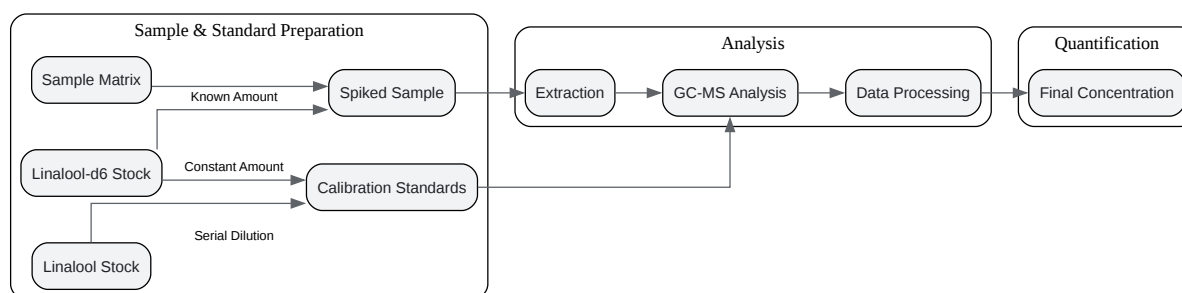 Sample & Standard Preparation
Sample Matrix
Known Amount
Spiked Sample
Linalool-d6 Stock
Constant Amount
Calibration Standards
Serial Dilution
Linalool Stock
Analysis
Extraction
GC-MS Analysis
Data Processing
Quantification
Final Concentration